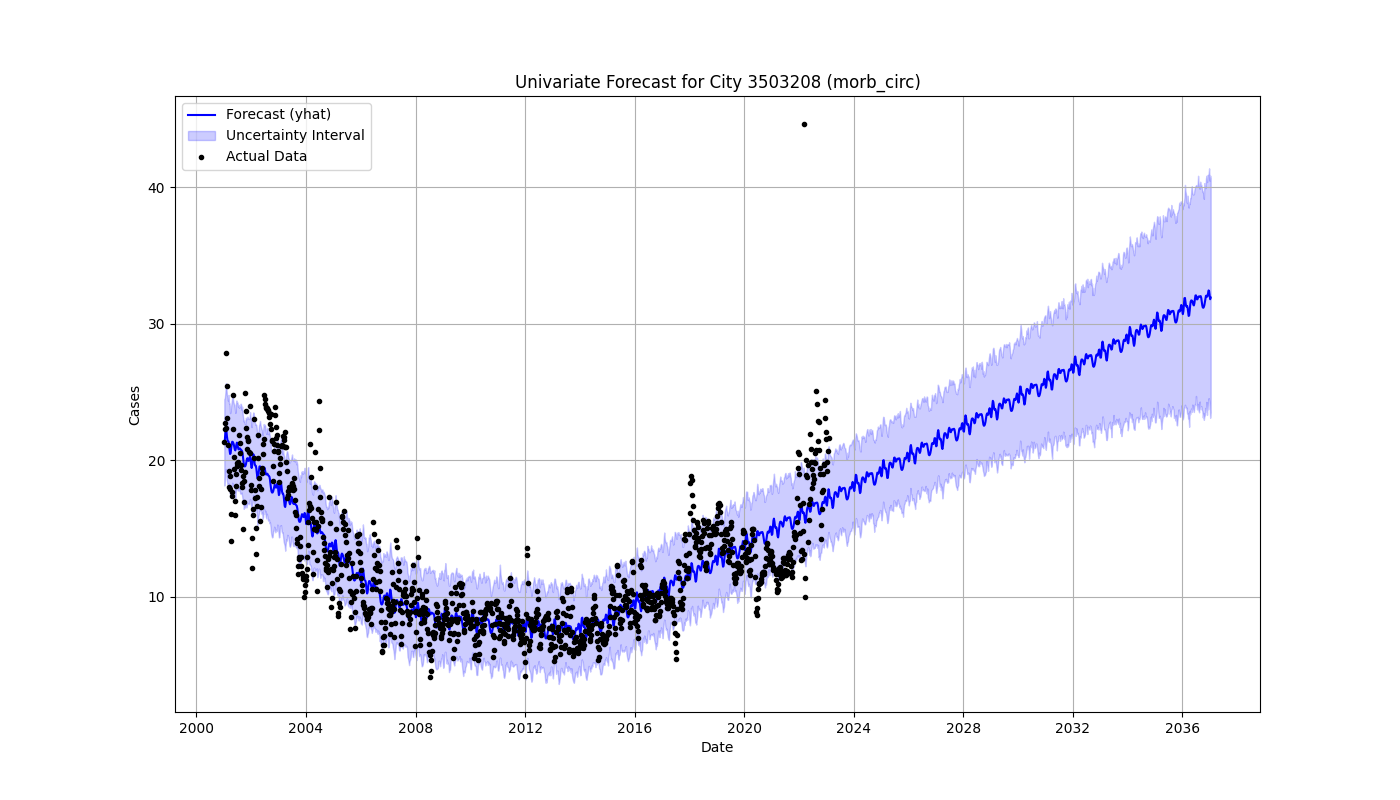 Univariate Forecast for City 3503208 (morb_circ)
Forecast (yhat)
Uncertainty Interval
Actual Data
40
30
20
10
Cases
2000 2004 2008 2012 2016 2020 2024 2028 2032 2036
Date